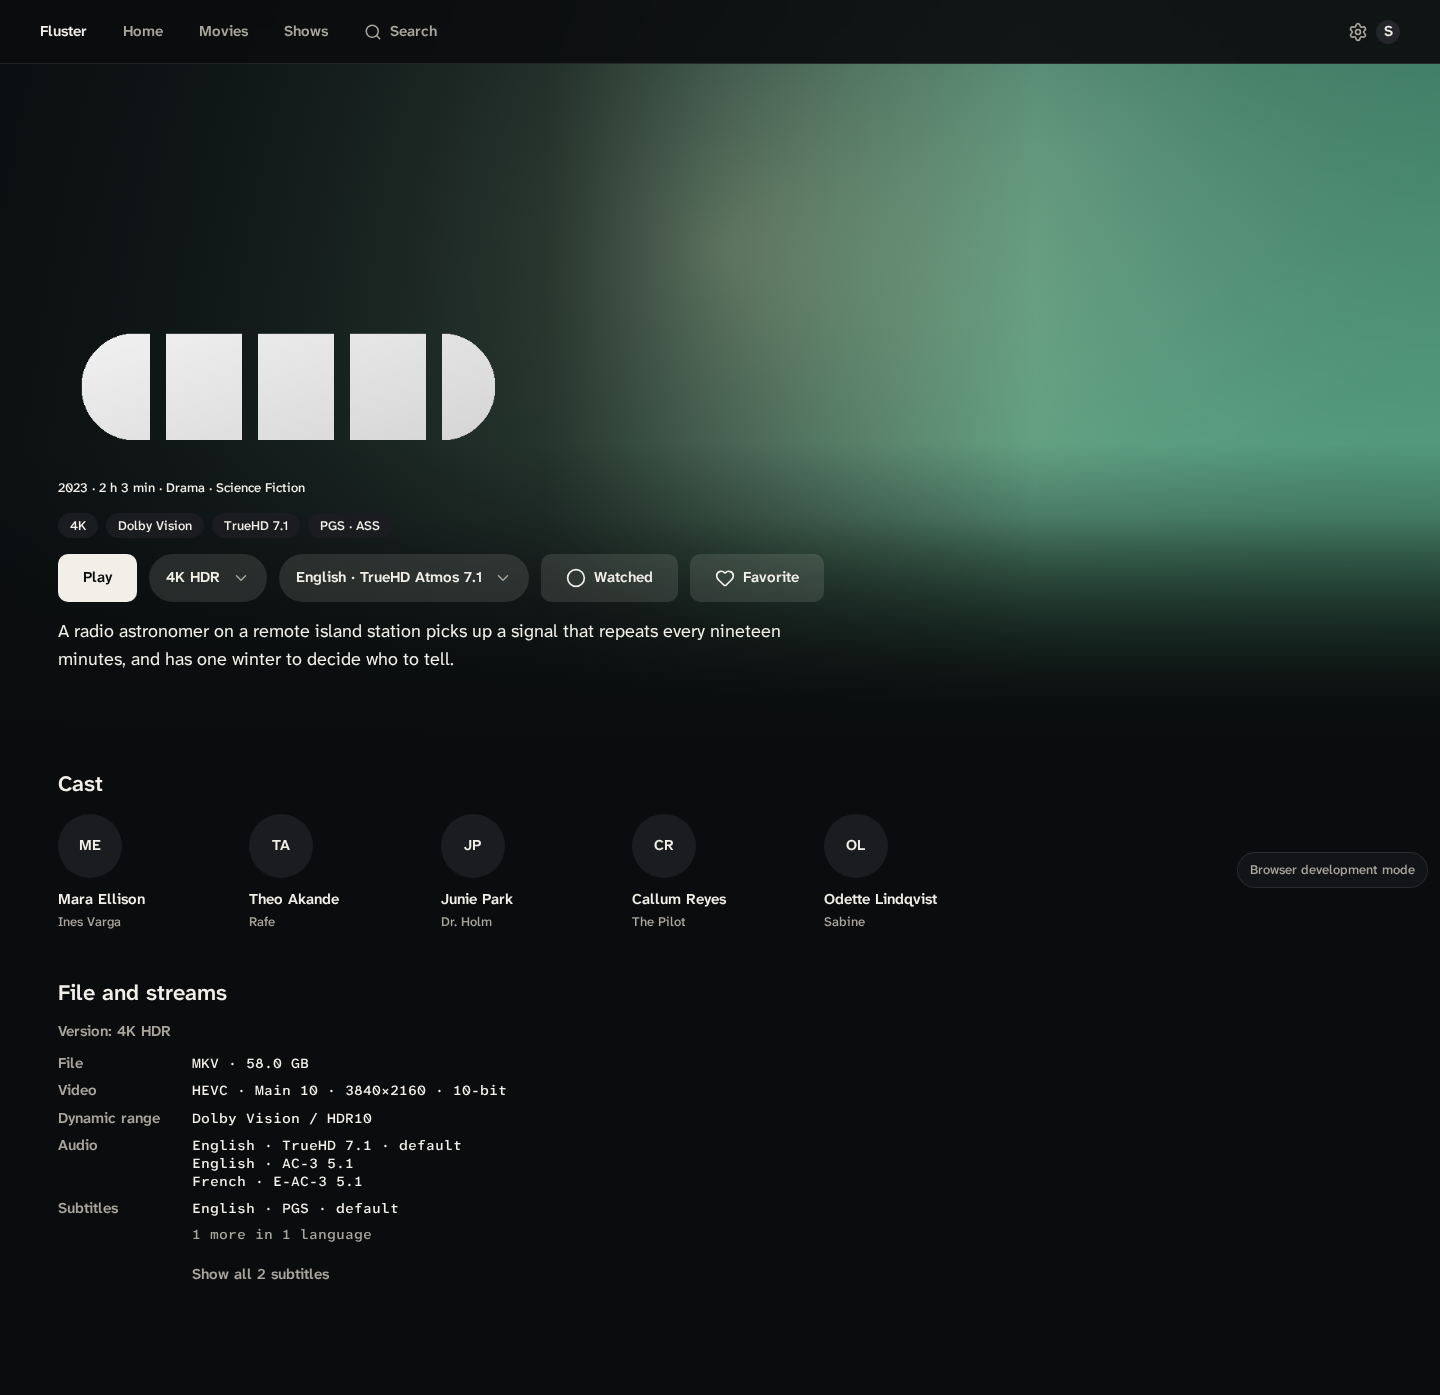 Fluster Home Movies Shows Search S
2023 · 2 h 3 min · Drama · Science Fiction
4K Dolby Vision TrueHD 7.1 PGS · ASS
Play 4K HDR English · TrueHD Atmos 7.1 Watched Favorite
A radio astronomer on a remote island station picks up a signal that repeats every nineteen
minutes, and has one winter to decide who to tell.
Cast
ME TA JP CR OL
Browser development mode
Mara Ellison Theo Akande Junie Park Callum Reyes Odette Lindqvist
Ines Varga Rafe Dr. Holm The Pilot Sabine
File and streams
Version: 4K HDR
File MKV · 58.0 GB
Video HEVC · Main 10 · 3840×2160 · 10-bit
Dynamic range Dolby Vision / HDR10
Audio English · TrueHD 7.1 · default
English · AC-3 5.1
French · E-AC-3 5.1
Subtitles English · PGS · default
1 more in 1 language
Show all 2 subtitles